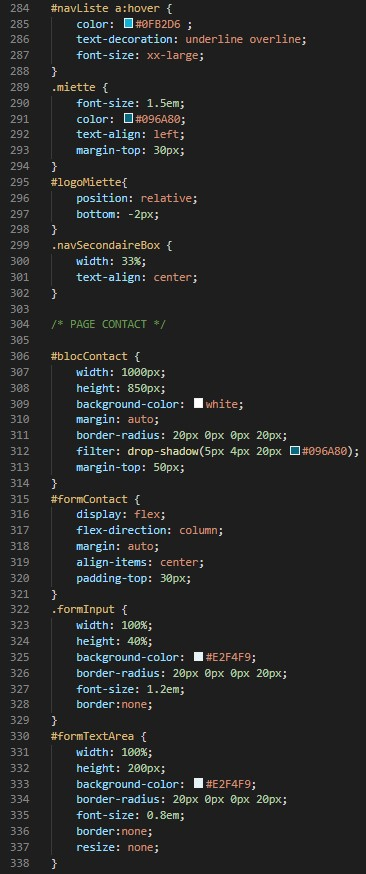 284 #navListe a:hover {
285 color: #0FB2D6 ;
286 text-decoration: underline overline;
287 font-size: xx-large;
288 }
289 .miette {
290 font-size: 1.5em;
291 color: #096A80;
292 text-align: left;
293 margin-top: 30px;
294 }
295 #logoMiette{
296 position: relative;
297 bottom: -2px;
298 }
299 .navSecondaireBox {
300 width: 33%;
301 text-align: center;
302 }
303
304 /* PAGE CONTACT */
305
306 #blocContact {
307 width: 1000px;
308 height: 850px;
309 background-color: white;
310 margin: auto;
311 border-radius: 20px 0px 0px 20px;
312 filter: drop-shadow(5px 4px 20px #096A80);
313 margin-top: 50px;
314 }
315 #formContact {
316 display: flex;
317 flex-direction: column;
318 margin: auto;
319 align-items: center;
320 padding-top: 30px;
321 }
322 .formInput {
323 width: 100%;
324 height: 40%;
325 background-color: #E2F4F9;
326 border-radius: 20px 0px 0px 20px;
327 font-size: 1.2em;
328 border:none;
329 }
330 #formTextArea {
331 width: 100%;
332 height: 200px;
333 background-color: #E2F4F9;
334 border-radius: 20px 0px 0px 20px;
335 font-size: 0.8em;
336 border:none;
337 resize: none;
338 }